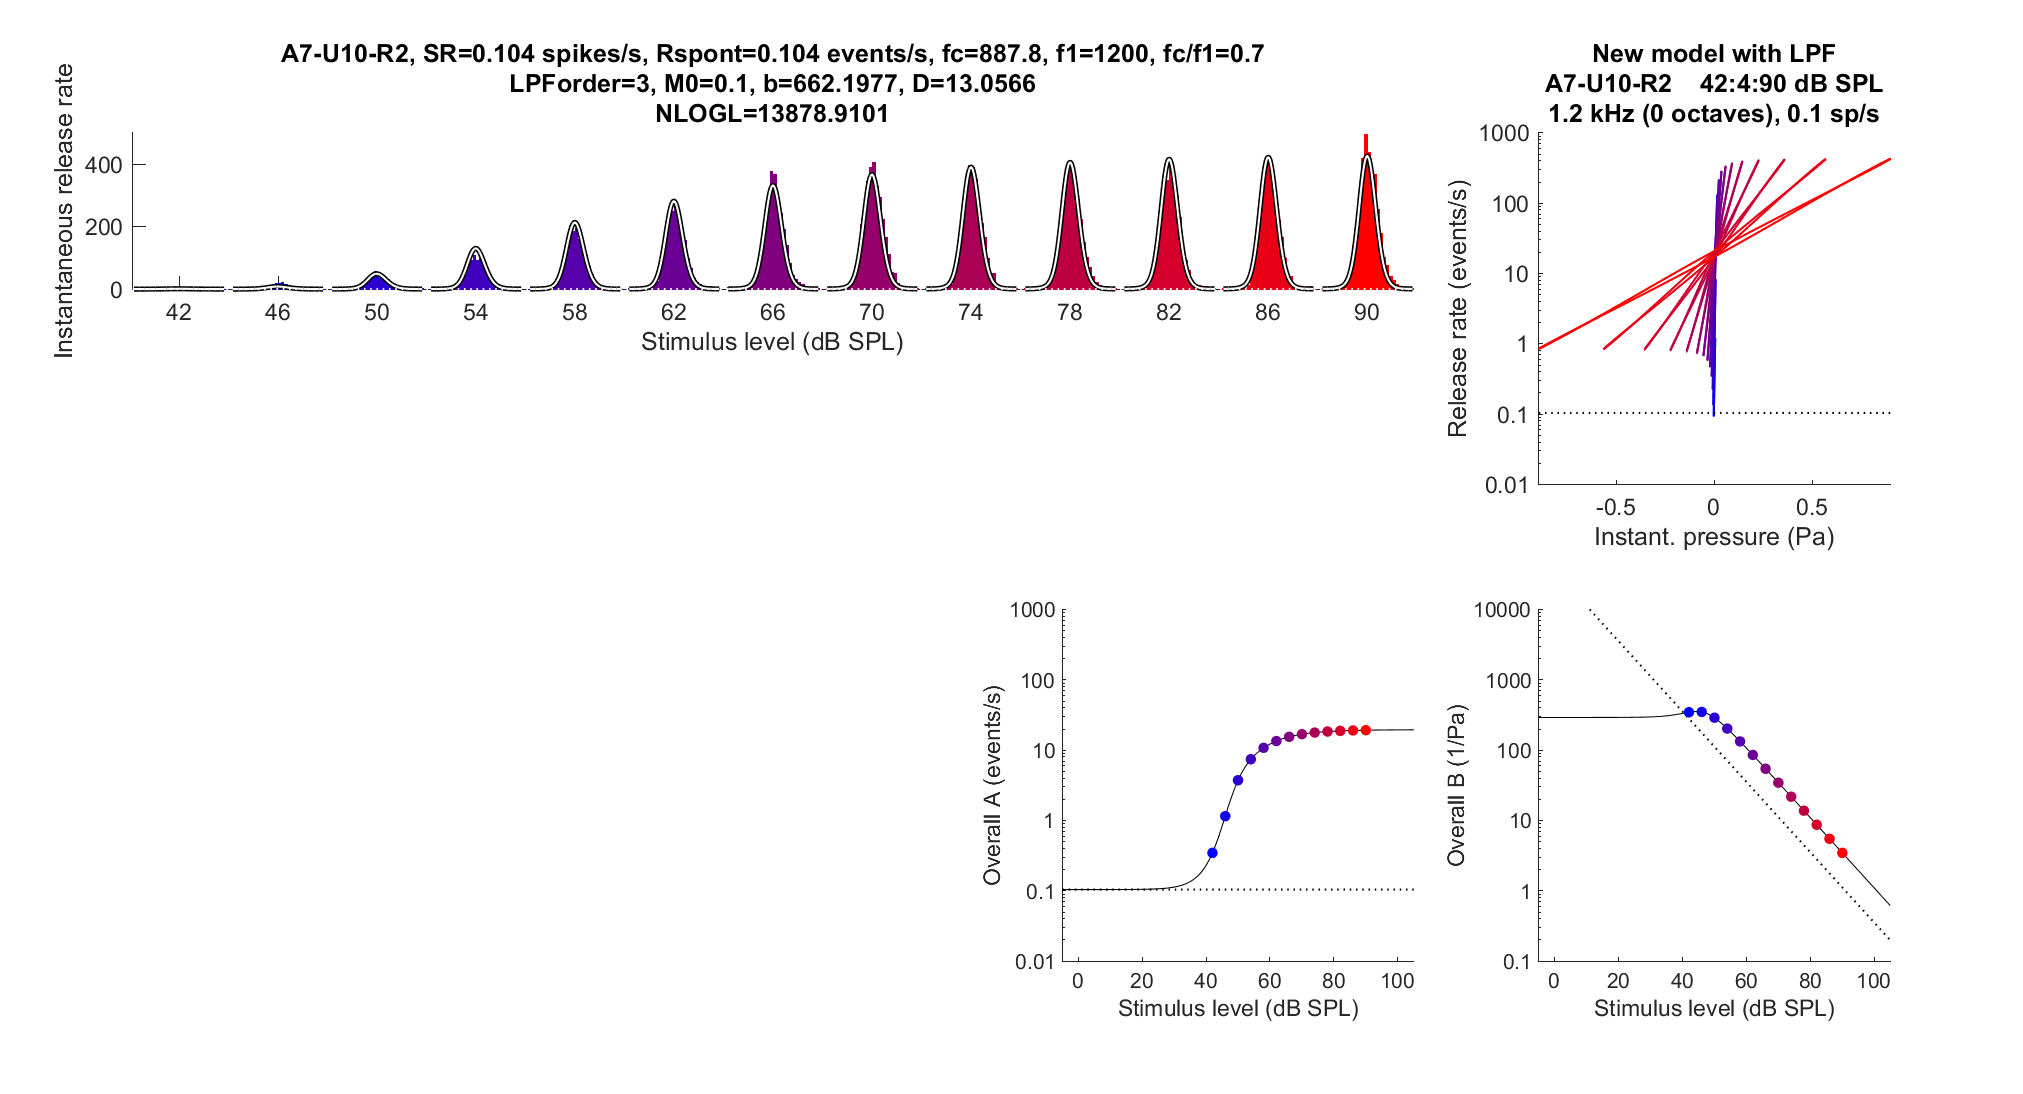 A7-U10-R2, SR=0.104 spikes/s, Rspont=0.104 events/s, fc=887.8, f1=1200, fc/f1=0.7
LPForder=3, M0=0.1, b=662.1977, D=13.0566
NLOGL=13878.9101
Instantaneous release rate
400
200
0
42 46 50 54 58 62 66 70 74 78 82 86 90
Stimulus level (dB SPL)
New model with LPF
A7-U10-R2 42:4:90 dB SPL
1.2 kHz (0 octaves), 0.1 sp/s
Release rate (events/s)
1000
100
10
1
0.1
0.01
-0.5 0 0.5
Instant. pressure (Pa)
Overall A (events/s)
1000
100
10
1
0.1
0.01
0 20 40 60 80 100
Stimulus level (dB SPL)
Overall B (1/Pa)
10000
1000
100
10
1
0.1
0 20 40 60 80 100
Stimulus level (dB SPL)